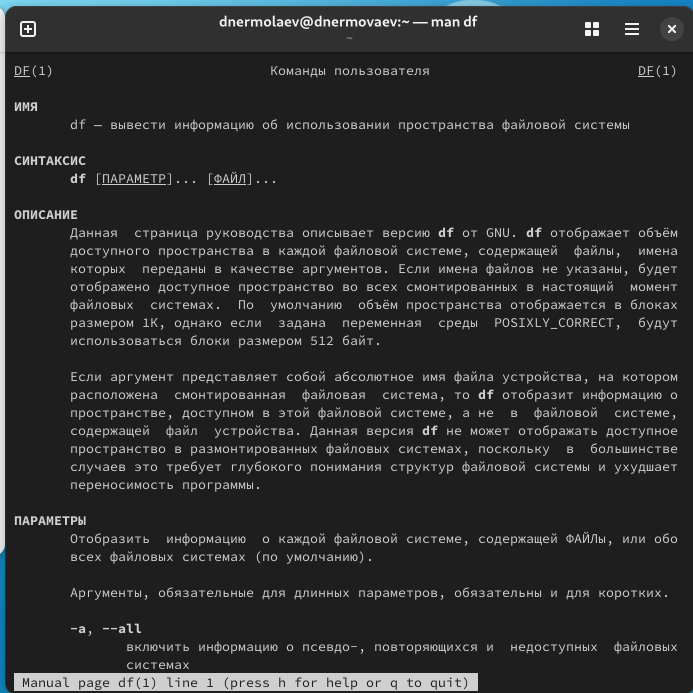 dnermolaev@dnermovaev:~ — man df
~
DF(1) Команды пользователя DF(1)
ИМЯ
df — вывести информацию об использовании пространства файловой системы
СИНТАКСИС
df [ПАРАМЕТР]... [ФАЙЛ]...
ОПИСАНИЕ
Данная страница руководства описывает версию df от GNU. df отображает объём
доступного пространства в каждой файловой системе, содержащей файлы, имена
которых переданы в качестве аргументов. Если имена файлов не указаны, будет
отображено доступное пространство во всех смонтированных в настоящий момент
файловых системах. По умолчанию объём пространства отображается в блоках
размером 1K, однако если задана переменная среды POSIXLY_CORRECT, будут
использоваться блоки размером 512 байт.
Если аргумент представляет собой абсолютное имя файла устройства, на котором
расположена смонтированная файловая система, то df отобразит информацию о
пространстве, доступном в этой файловой системе, а не в файловой системе,
содержащей файл устройства. Данная версия df не может отображать доступное
пространство в размонтированных файловых системах, поскольку в большинстве
случаев это требует глубокого понимания структур файловой системы и ухудшает
переносимость программы.
ПАРАМЕТРЫ
Отобразить информацию о каждой файловой системе, содержащей ФАЙЛы, или обо
всех файловых системах (по умолчанию).
Аргументы, обязательные для длинных параметров, обязательны и для коротких.
-a, --all
включить информацию о псевдо-, повторяющихся и недоступных файловых
системах
Manual page df(1) line 1 (press h for help or q to quit)